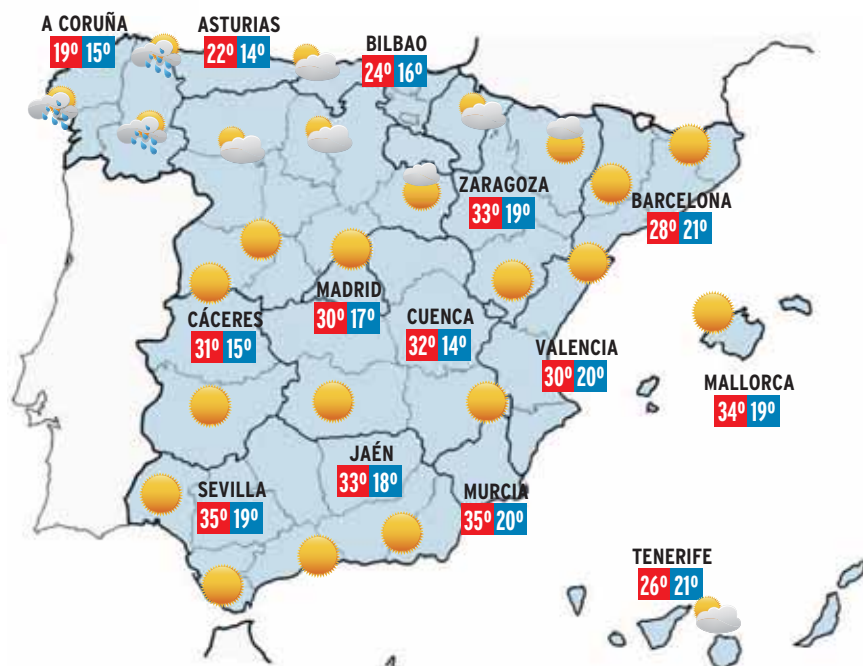 A CORUÑA
19º 15º
ASTURIAS
22º 14º
BILBAO
24º 16º
ZARAGOZA
33º 19º
BARCELONA
28º 21º
MADRID
30º 17º
CÁCERES
31º 15º
CUENCA
32º 14º
VALENCIA
30º 20º
MALLORCA
34º 19º
JAÉN
33º 18º
SEVILLA
35º 19º
MURCIA
35º 20º
TENERIFE
26º 21º